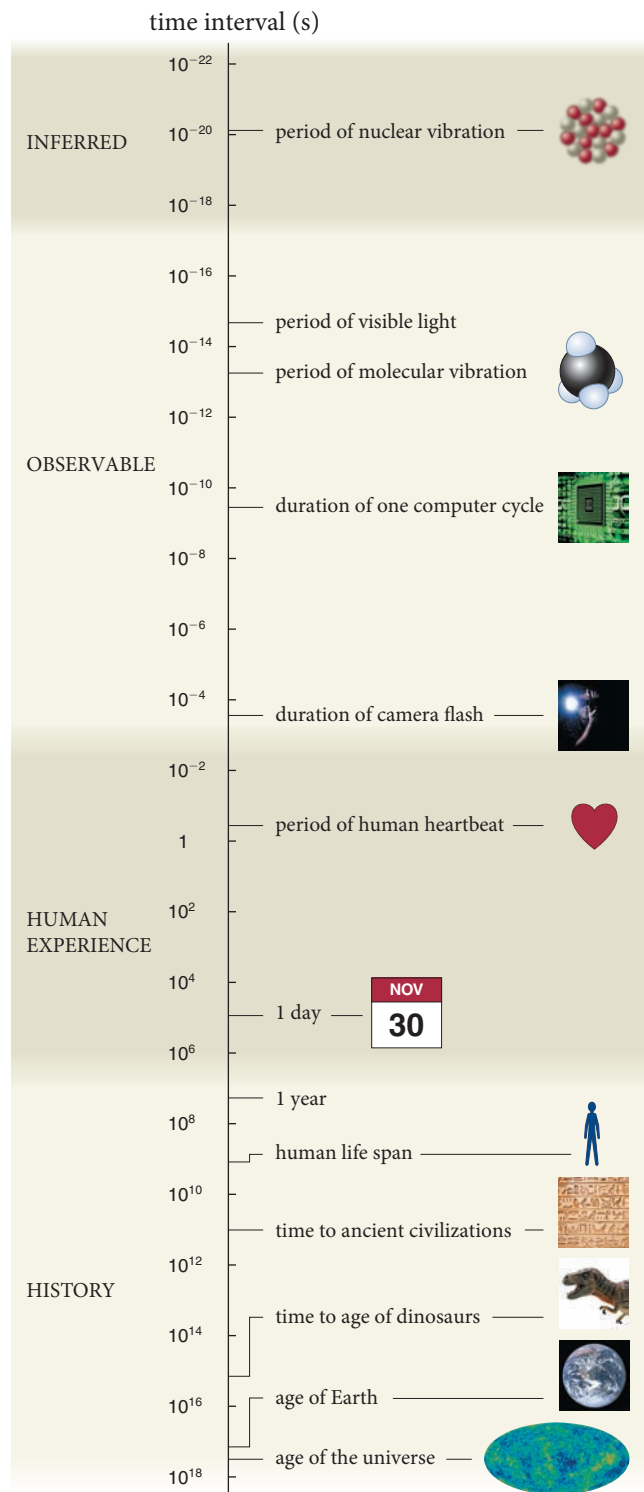 time interval (s)
10⁻²²
INFERRED
10⁻²⁰
period of nuclear vibration
10⁻¹⁸
10⁻¹⁶
period of visible light
10⁻¹⁴
period of molecular vibration
10⁻¹²
OBSERVABLE
10⁻¹⁰
duration of one computer cycle
10⁻⁸
10⁻⁶
10⁻⁴
duration of camera flash
10⁻²
period of human heartbeat
1
10²
HUMAN
EXPERIENCE
10⁴
NOV
30
1 day
10⁶
1 year
10⁸
human life span
10¹⁰
time to ancient civilizations
10¹²
HISTORY
time to age of dinosaurs
10¹⁴
age of Earth
10¹⁶
age of the universe
10¹⁸